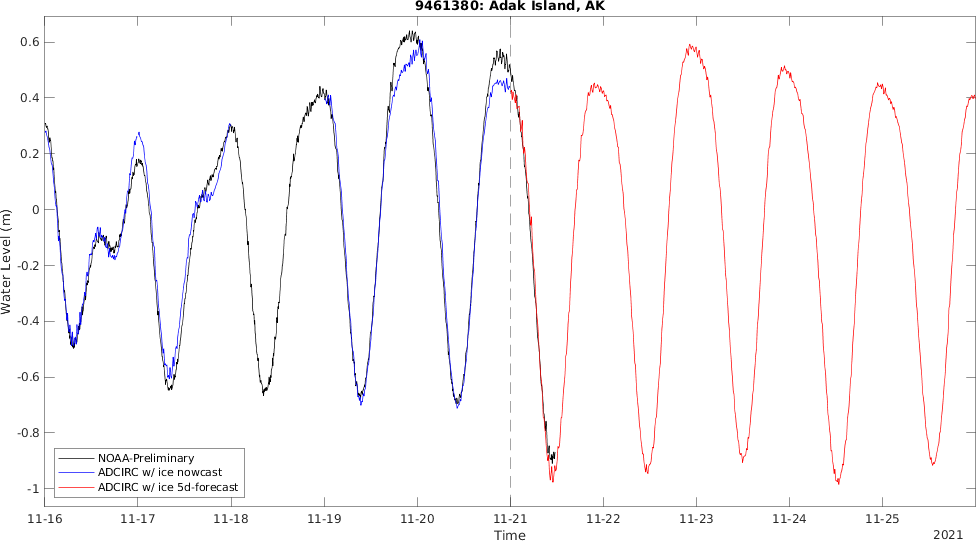 9461380: Adak Island, AK
Water Level (m)
0.6
0.4
0.2
0
-0.2
-0.4
-0.6
-0.8
-1
NOAA-Preliminary
ADCIRC w/ ice nowcast
ADCIRC w/ ice 5d-forecast
11-16 11-17 11-18 11-19 11-20 11-21 11-22 11-23 11-24 11-25
Time
2021